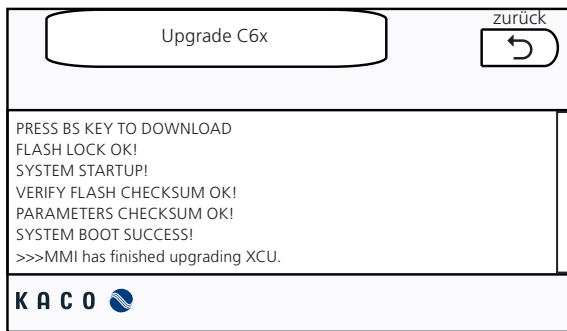 Upgrade C6x
zurück
PRESS BS KEY TO DOWNLOAD
FLASH LOCK OK!
SYSTEM STARTUP!
VERIFY FLASH CHECKSUM OK!
PARAMETERS CHECKSUM OK!
SYSTEM BOOT SUCCESS!
>>>MMI has finished upgrading XCU.
KACO